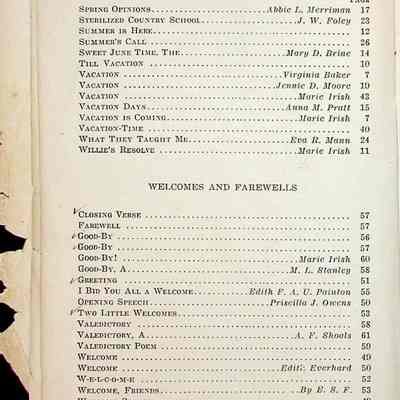 Spring Opinions........................Abbie L. Merriman 17
Sterilized Country School..................J. W. Foley 23
Summer is Here........................................ 12
Summer's Call ........................................ 26
Sweet June Time, The.....................Mary D. Brine 14
Till Vacation ........................................ 10
Vacation ................................Virginia Baker 7
Vacation ...............................Jennie D. Moore 19
Vacation ...................................Marie Irish 43
Vacation Days.............................Anna M. Pratt 15
Vacation is Coming..........................Marie Irish 7
Vacation-Time ........................................ 40
What They Taught Me.........................Eva R. Mann 24
Willie's Resolve ...........................Marie Irish 11
WELCOMES AND FAREWELLS
Closing Verse ........................................ 57
Farewell ............................................. 57
Good-By .............................................. 56
Good-By .............................................. 57
Good-By! ...................................Marie Irish 60
Good-By, A................................M. L. Stanley 58
Greeting ............................................. 51
I Bid You All a Welcome............Edith F. A. U. Painton 55
Opening Speech........................Priscilla J. Owens 50
Two Little Welcomes................................... 53
Valedictory .......................................... 58
Valedictory, A.............................A. F. Shoals 61
Valedictory Poem ..................................... 59
Welcome .............................................. 49
Welcome ................................Edith Everhard 50
W-e-l-c-o-m-e ........................................ 52
Welcome, Friends............................By E. S. F. 53